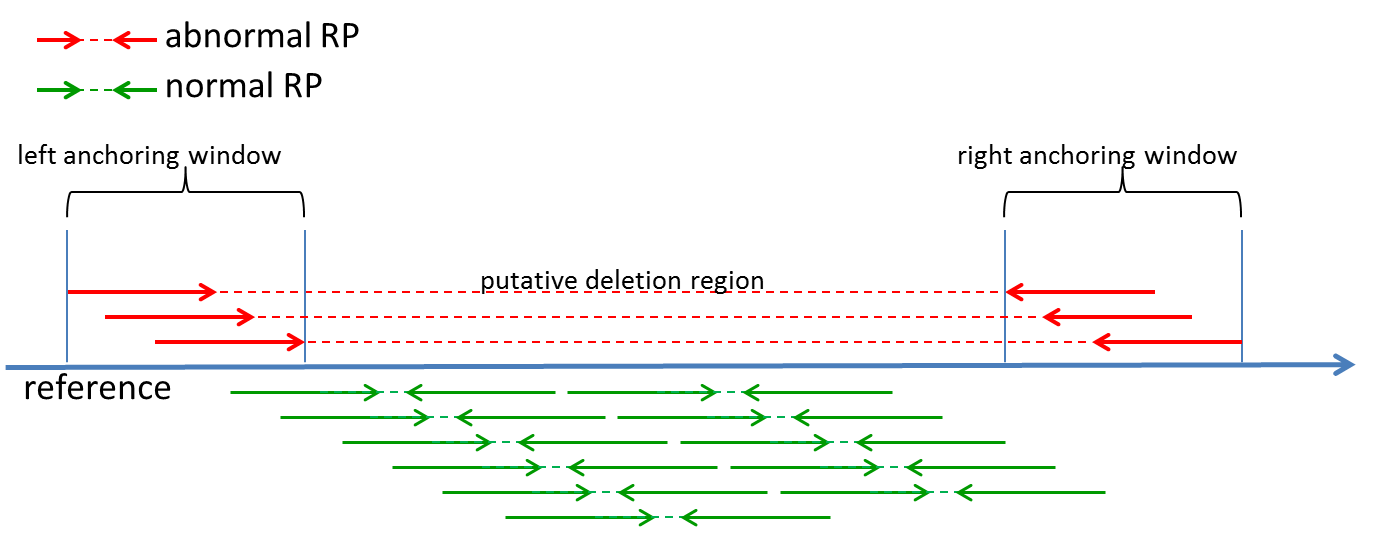 abnormal RP
normal RP
left anchoring window
right anchoring window
putative deletion region
reference